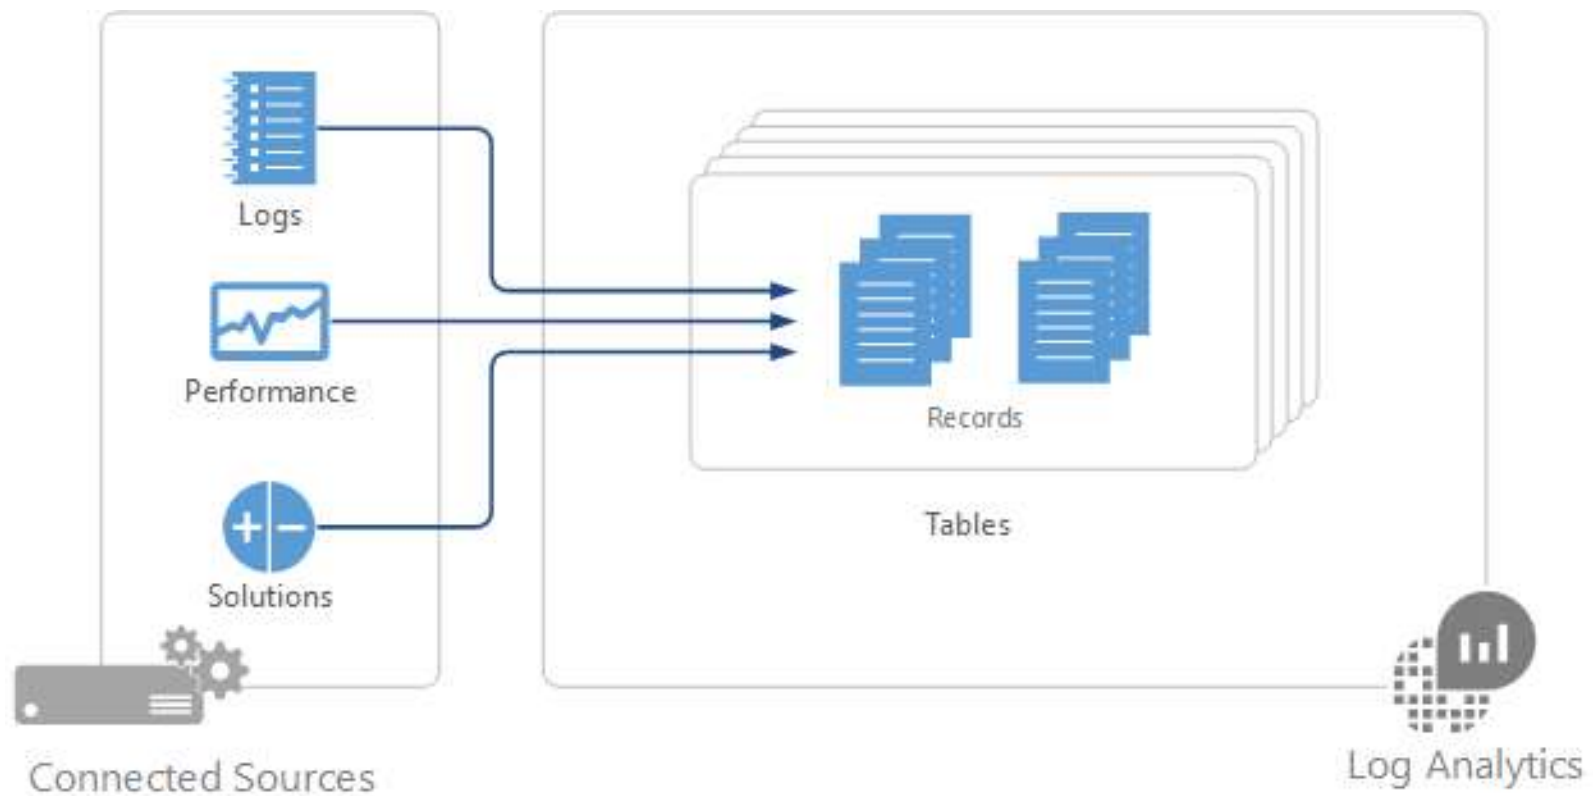 Logs
Performance
Solutions
Connected Sources
Records
Tables
Log Analytics